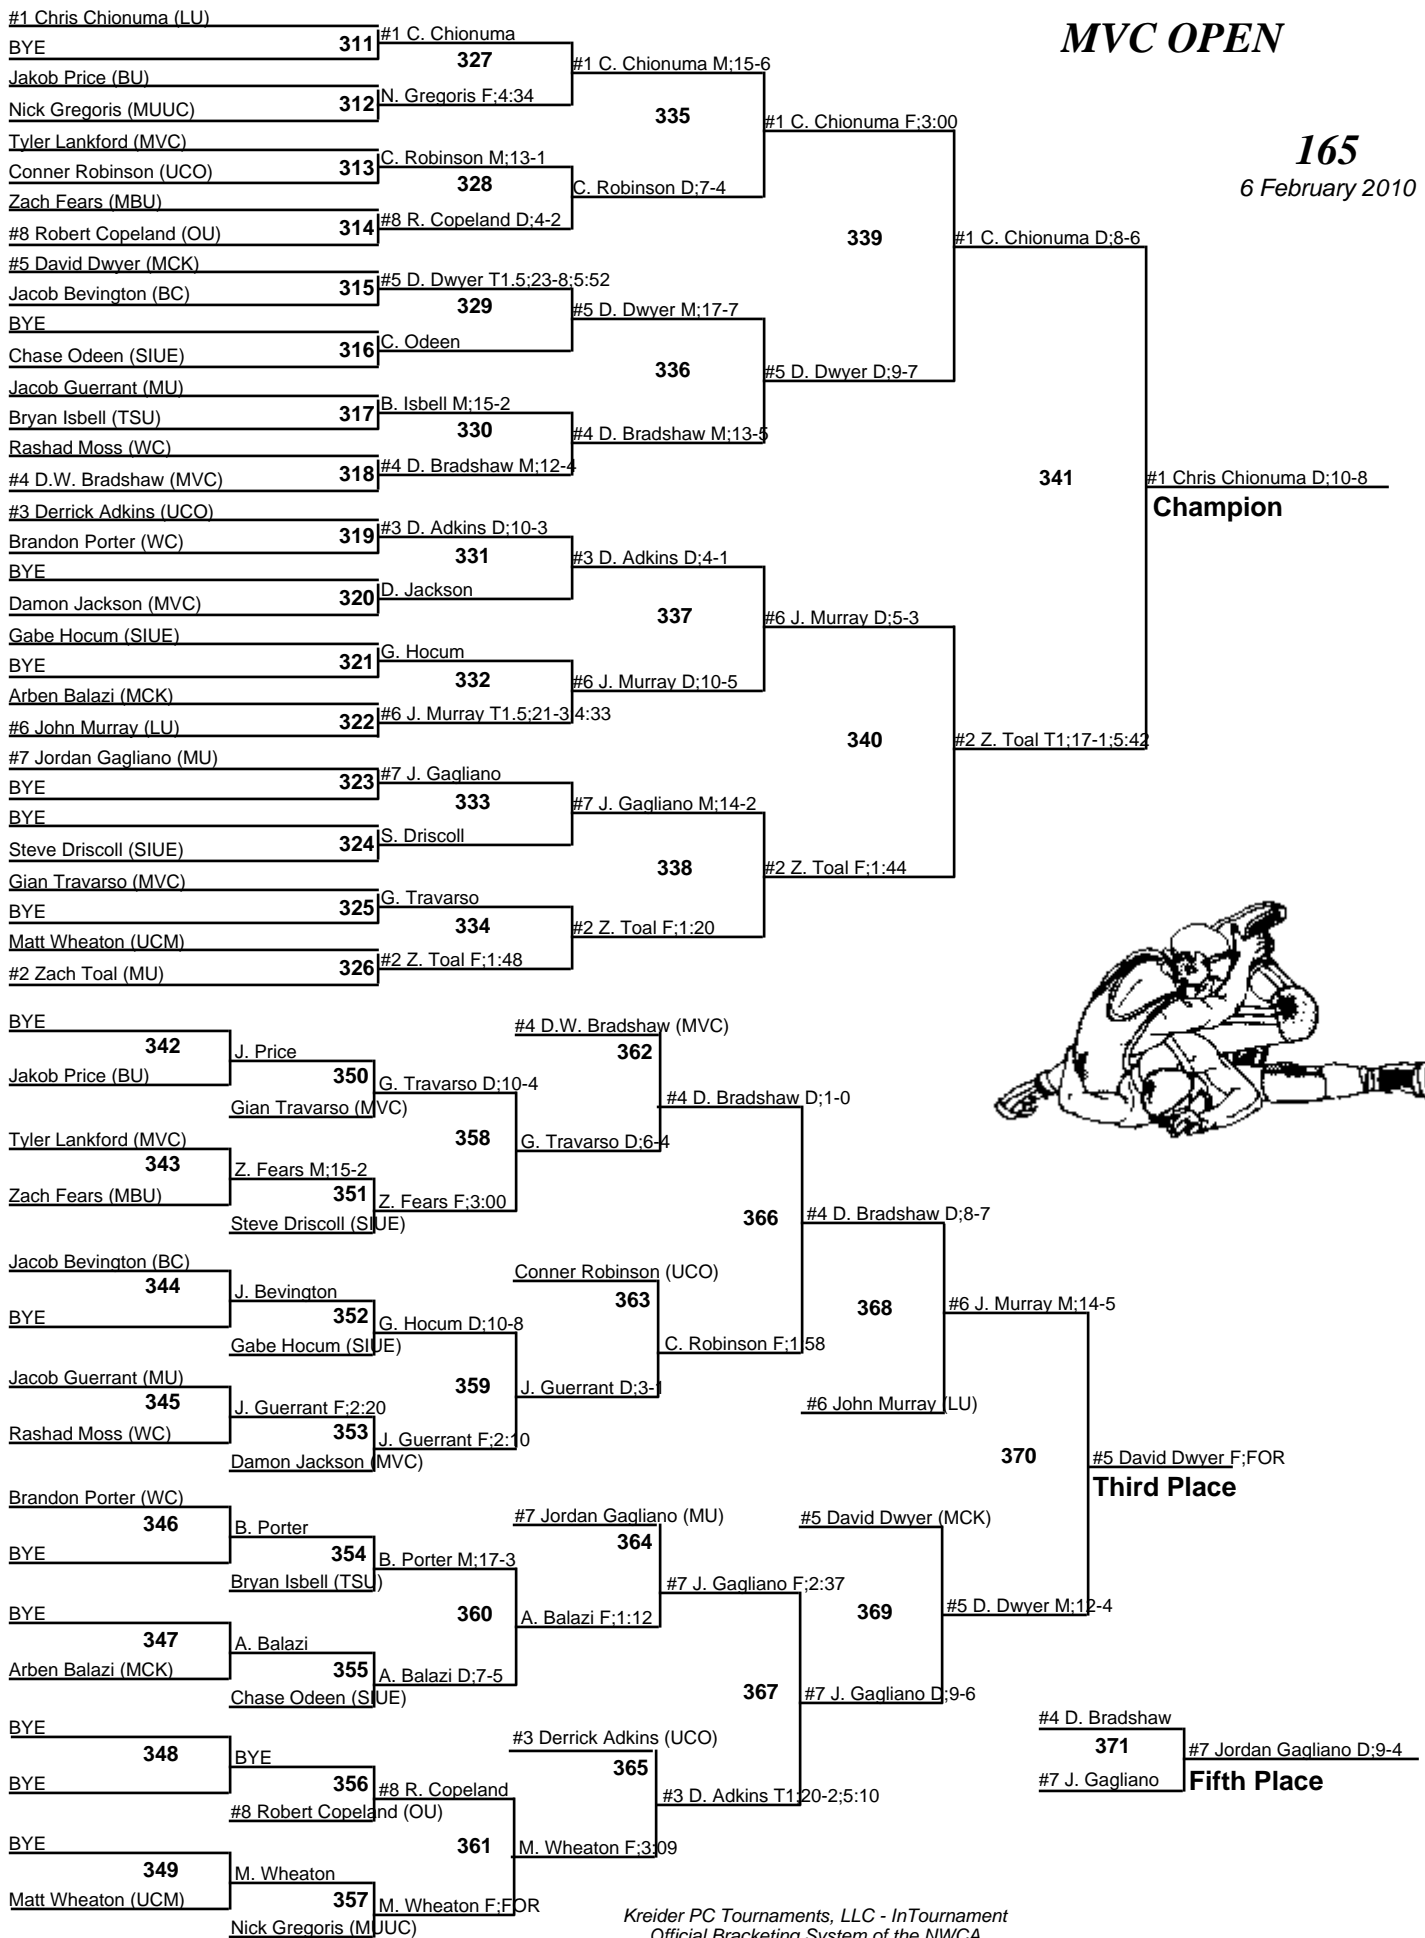 MVC OPEN
165
6 February 2010
#1 Chris Chionuma (LU)
BYE
Jakob Price (BU)
Nick Gregoris (MUUC)
Tyler Lankford (MVC)
Conner Robinson (UCO)
Zach Fears (MBU)
#8 Robert Copeland (OU)
#5 David Dwyer (MCK)
Jacob Bevington (BC)
BYE
Chase Odeen (SIUE)
Jacob Guerrant (MU)
Bryan Isbell (TSU)
Rashad Moss (WC)
#4 D.W. Bradshaw (MVC)
#3 Derrick Adkins (UCO)
Brandon Porter (WC)
BYE
Damon Jackson (MVC)
Gabe Hocum (SIUE)
BYE
Arben Balazi (MCK)
#6 John Murray (LU)
#7 Jordan Gagliano (MU)
BYE
BYE
Steve Driscoll (SIUE)
Gian Travarso (MVC)
BYE
Matt Wheaton (UCM)
#2 Zach Toal (MU)
311
312
313
314
315
316
317
318
319
320
321
322
323
324
325
326
#1 C. Chionuma
327
N. Gregoris F;4:34
C. Robinson M;13-1
328
#8 R. Copeland D;4-2
#5 D. Dwyer T1.5;23-8;5:52
329
C. Odeen
B. Isbell M;15-2
330
#4 D. Bradshaw M;12-4
#3 D. Adkins D;10-3
331
D. Jackson
G. Hocum
332
#6 J. Murray T1.5;21-3;4:33
#7 J. Gagliano
333
S. Driscoll
G. Travarso
334
#2 Z. Toal F;1:48
#1 C. Chionuma M;15-6
335
C. Robinson D;7-4
#5 D. Dwyer M;17-7
336
#4 D. Bradshaw M;13-5
#3 D. Adkins D;4-1
337
#6 J. Murray D;10-5
#7 J. Gagliano M;14-2
338
#2 Z. Toal F;1:20
#1 C. Chionuma F;3:00
339
#5 D. Dwyer D;9-7
#6 J. Murray D;5-3
340
#2 Z. Toal F;1:44
#1 C. Chionuma D;8-6
341
#2 Z. Toal T1;17-1;5:42
#1 Chris Chionuma D;10-8
Champion
BYE
342
Jakob Price (BU)
Tyler Lankford (MVC)
343
Zach Fears (MBU)
Jacob Bevington (BC)
344
BYE
Jacob Guerrant (MU)
345
Rashad Moss (WC)
Brandon Porter (WC)
346
BYE
BYE
347
Arben Balazi (MCK)
BYE
348
BYE
BYE
349
Matt Wheaton (UCM)
J. Price
350
Gian Travarso (MVC)
Z. Fears M;15-2
351
Steve Driscoll (SIUE)
J. Bevington
352
Gabe Hocum (SIUE)
J. Guerrant F;2:20
353
Damon Jackson (MVC)
B. Porter
354
Bryan Isbell (TSU)
A. Balazi
355
Chase Odeen (SIUE)
BYE
356
#8 Robert Copeland (OU)
M. Wheaton
357
Nick Gregoris (MUUC)
G. Travarso D;10-4
358
Z. Fears F;3:00
G. Hocum D;10-8
359
J. Guerrant F;2:10
B. Porter M;17-3
360
A. Balazi D;7-5
#8 R. Copeland
361
M. Wheaton F;FOR
#4 D.W. Bradshaw (MVC)
362
G. Travarso D;6-4
Conner Robinson (UCO)
363
J. Guerrant D;3-1
#7 Jordan Gagliano (MU)
364
A. Balazi F;1:12
#3 Derrick Adkins (UCO)
365
M. Wheaton F;3:09
#4 D. Bradshaw D;1-0
366
C. Robinson F;1:58
#7 J. Gagliano F;2:37
367
#3 D. Adkins T1;20-2;5:10
#4 D. Bradshaw D;8-7
368
#6 John Murray (LU)
#5 David Dwyer (MCK)
369
#7 J. Gagliano D;9-6
#6 J. Murray M;14-5
370
#5 D. Dwyer M;12-4
#5 David Dwyer F;FOR
Third Place
#4 D. Bradshaw
371
#7 J. Gagliano
#7 Jordan Gagliano D;9-4
Fifth Place
Kreider PC Tournaments, LLC - InTournament
Official Bracketing System of the NWCA